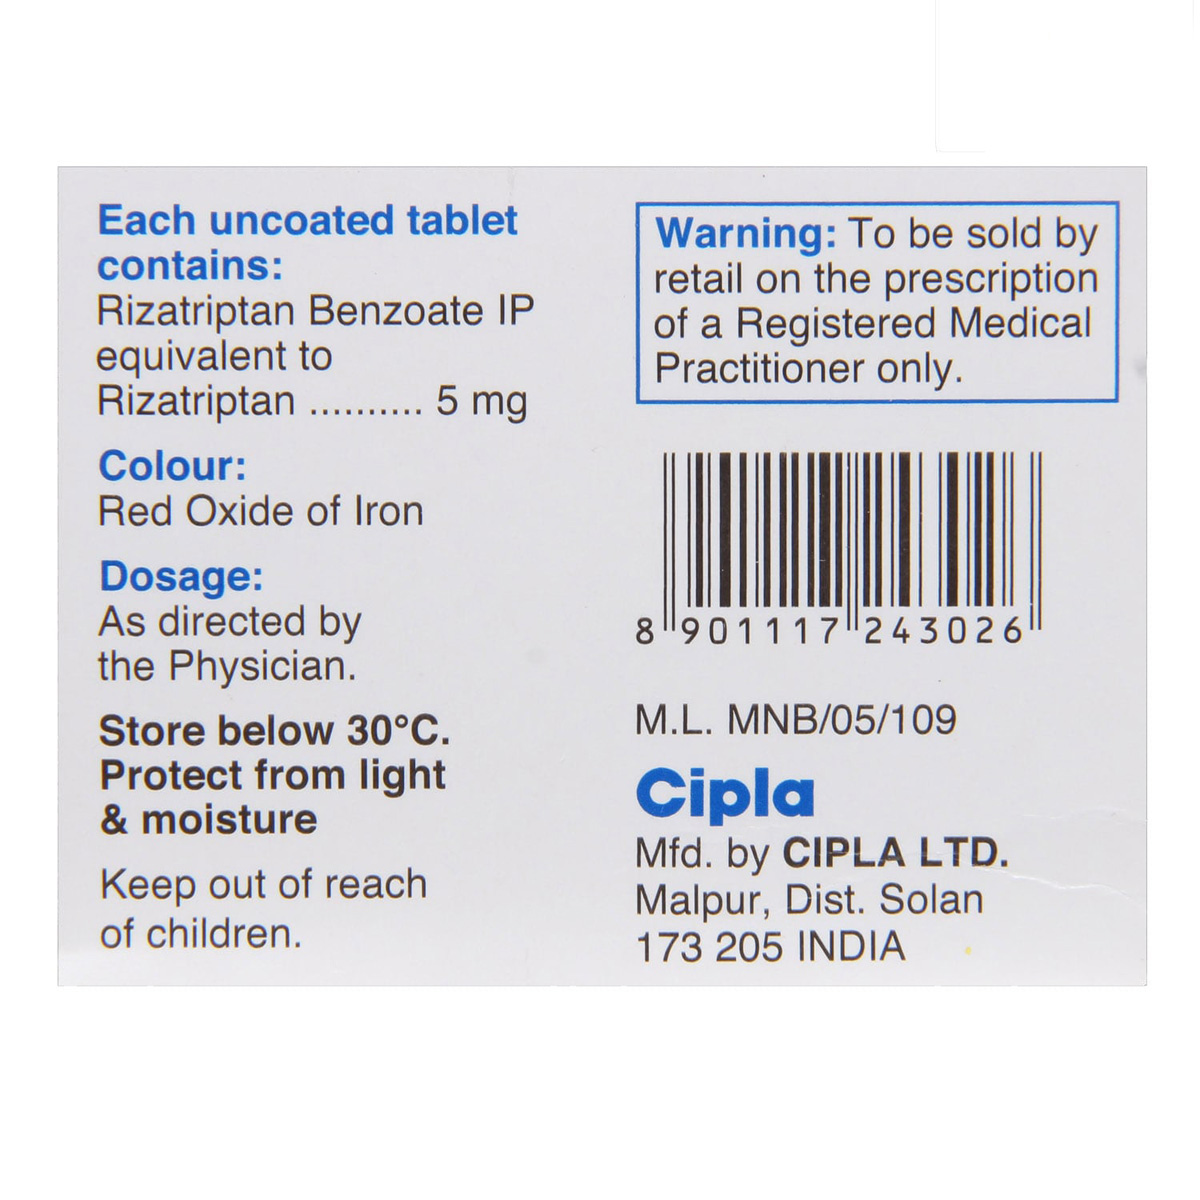 Each uncoated tablet
contains:
Rizatriptan Benzoate IP
equivalent to
Rizatriptan .......... 5 mg
Colour:
Red Oxide of Iron
Dosage:
As directed by
the Physician.
Store below 30°C.
Protect from light
& moisture
Keep out of reach
of children.
Warning: To be sold by
retail on the prescription
of a Registered Medical
Practitioner only.
8 901117 243026
M.L. MNB/05/109
Cipla
Mfd. by CIPLA LTD.
Malpur, Dist. Solan
173 205 INDIA